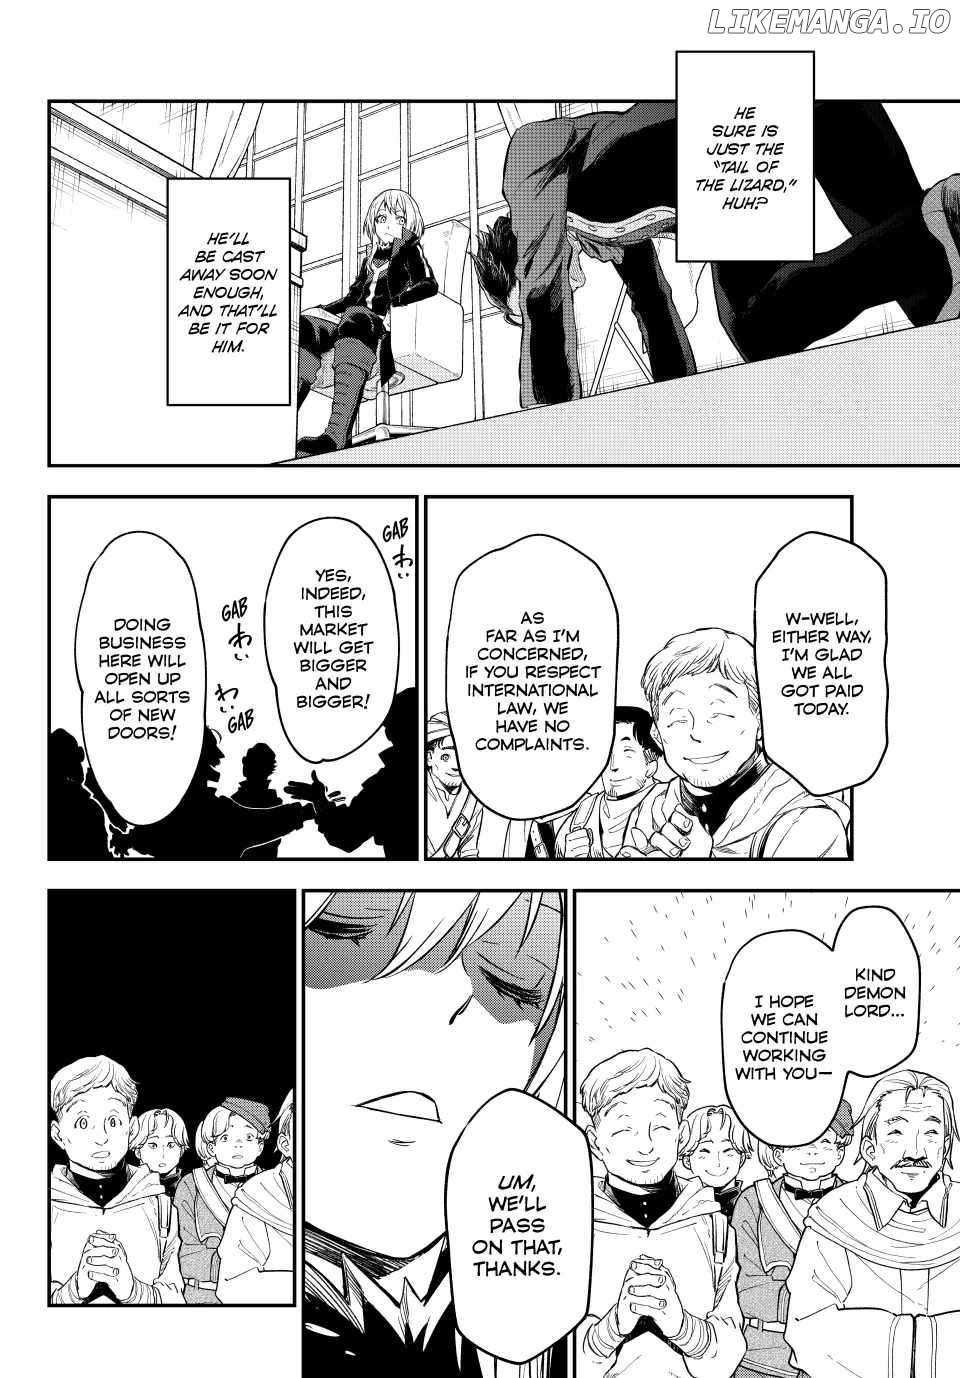 LIKEMANGA.IO
HE
SURE IS
JUST THE
"TAIL OF
THE LIZARD,"
HUH?
HE'LL
BE CAST
AWAY SOON
ENOUGH,
AND THAT'LL
BE IT FOR
HIM.
W-WELL,
EITHER WAY,
I'M GLAD
WE ALL
GOT PAID
TODAY.
AS
FAR AS I'M
CONCERNED,
IF YOU RESPECT
INTERNATIONAL
LAW, WE
HAVE NO
COMPLAINTS.
GAB
わい
YES,
INDEED,
THIS
MARKET
WILL GET
BIGGER
AND
BIGGER!
GAB
わい
わい
GAB
DOING
BUSINESS
HERE WILL
OPEN UP
ALL SORTS
OF NEW
DOORS!
KIND
DEMON
LORD...
I HOPE
WE CAN
CONTINUE
WORKING
WITH YOU—
UM,
WE'LL
PASS
ON THAT,
THANKS.